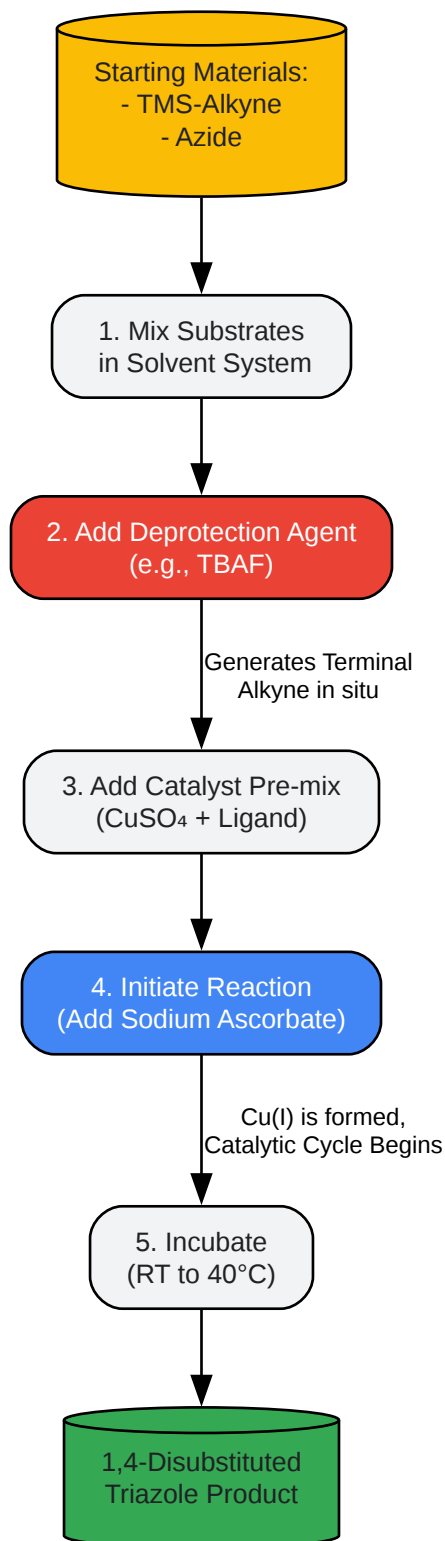 Starting Materials:
- TMS-Alkyne
- Azide
1. Mix Substrates
in Solvent System
2. Add Deprotection Agent
(e.g., TBAF)
Generates Terminal
Alkyne in situ
3. Add Catalyst Pre-mix
(CuSO₄ + Ligand)
4. Initiate Reaction
(Add Sodium Ascorbate)
Cu(I) is formed,
Catalytic Cycle Begins
5. Incubate
(RT to 40°C)
1,4-Disubstituted
Triazole Product